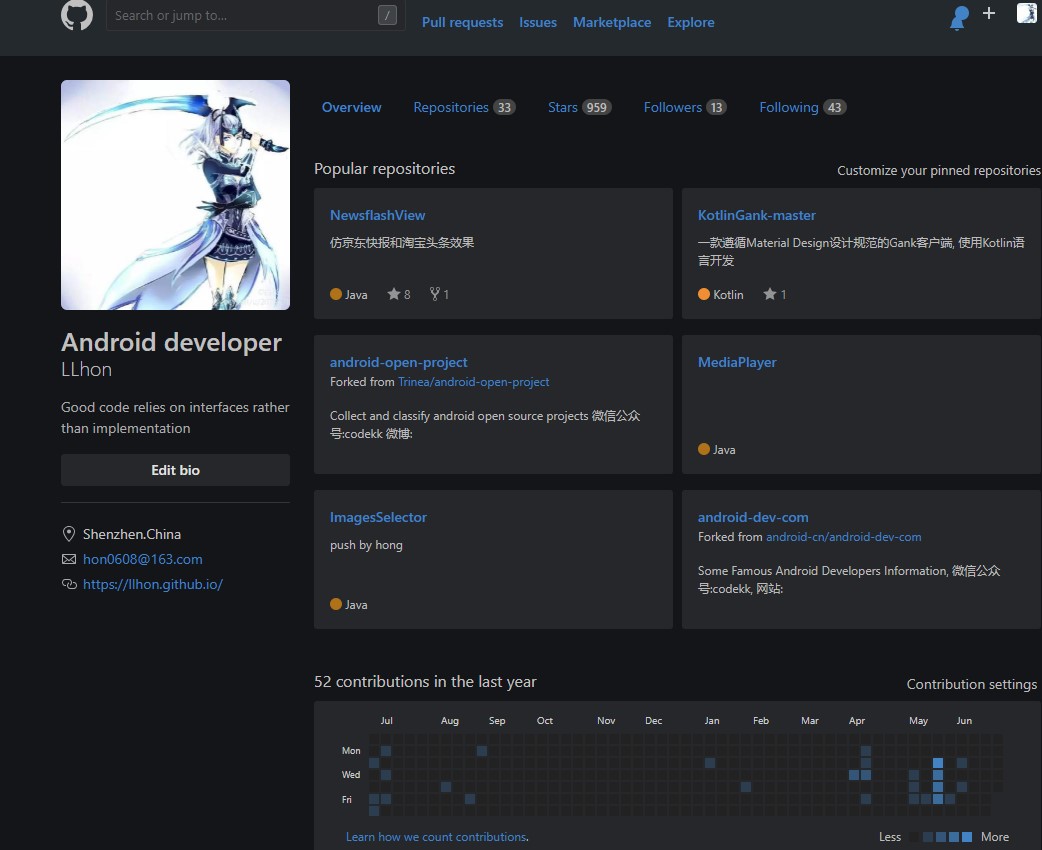 Search or jump to... /
Pull requests Issues Marketplace Explore
Overview Repositories 33 Stars 959 Followers 13 Following 43
Android developer
LLhon
Good code relies on interfaces rather
than implementation
Edit bio
Shenzhen.China
hon0608@163.com
https://llhon.github.io/
Popular repositories
Customize your pinned repositories
NewsflashView
仿京东快报和淘宝头条效果
Java 8 1
KotlinGank-master
一款遵循Material Design设计规范的Gank客户端, 使用Kotlin语
言开发
Kotlin 1
android-open-project
Forked from Trinea/android-open-project
Collect and classify android open source projects 微信公众
号:codekk 微博:
MediaPlayer
Java
ImagesSelector
push by hong
Java
android-dev-com
Forked from android-cn/android-dev-com
Some Famous Android Developers Information, 微信公众
号:codekk, 网站:
52 contributions in the last year
Contribution settings
Jul Aug Sep Oct Nov Dec Jan Feb Mar Apr May Jun
Mon
Wed
Fri
Learn how we count contributions.
Less More